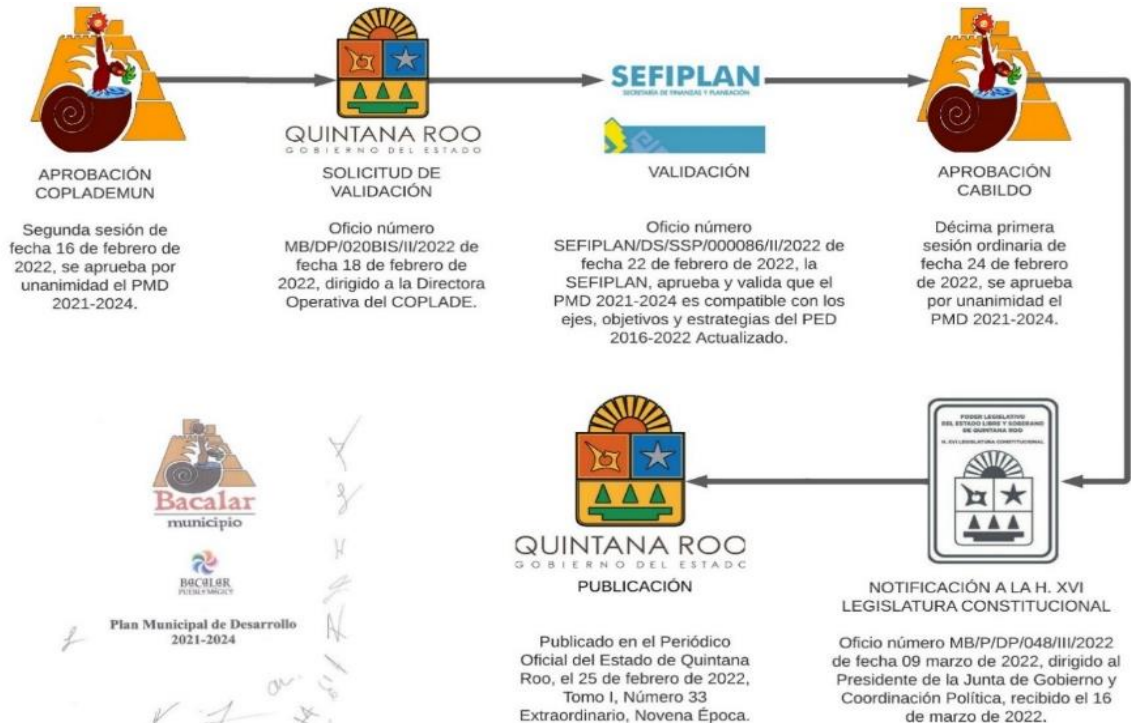 APROBACIÓN
COPLADEMUN
Segunda sesión de
fecha 16 de febrero de
2022, se aprueba por
unanimidad el PMD
2021-2024.
QUINTANA ROO
GOBIERNO DEL ESTADO
SOLICITUD DE
VALIDACIÓN
Oficio número
MB/DP/020BIS/II/2022 de
fecha 18 de febrero de
2022, dirigido a la Directora
Operativa del COPLADE.
SEFIPLAN
SECRETARÍA DE FINANZAS Y PLANEACIÓN
VALIDACIÓN
Oficio número
SEFIPLAN/DS/SSP/000086/II/2022 de
fecha 22 de febrero de 2022, la
SEFIPLAN, aprueba y valida que el
PMD 2021-2024 es compatible con los
ejes, objetivos y estrategias del PED
2016-2022 Actualizado.
APROBACIÓN
CABILDO
Décima primera
sesión ordinaria de
fecha 24 de febrero
de 2022, se aprueba
por unanimidad el
PMD 2021-2024.
PODER LEGISLATIVO
DEL ESTADO LIBRE Y SOBERANO
DE QUINTANA ROO
H. XVI LEGISLATURA CONSTITUCIONAL
NOTIFICACIÓN A LA H. XVI
LEGISLATURA CONSTITUCIONAL
Oficio número MB/P/DP/048/III/2022
de fecha 09 marzo de 2022, dirigido al
Presidente de la Junta de Gobierno y
Coordinación Política, recibido el 16
de marzo de 2022.
QUINTANA ROO
GOBIERNO DEL ESTADO
PUBLICACIÓN
Publicado en el Periódico
Oficial del Estado de Quintana
Roo, el 25 de febrero de 2022,
Tomo I, Número 33
Extraordinario, Novena Época.
Bacalar
municipio
BACALAR
Plan Municipal de Desarrollo
2021-2024